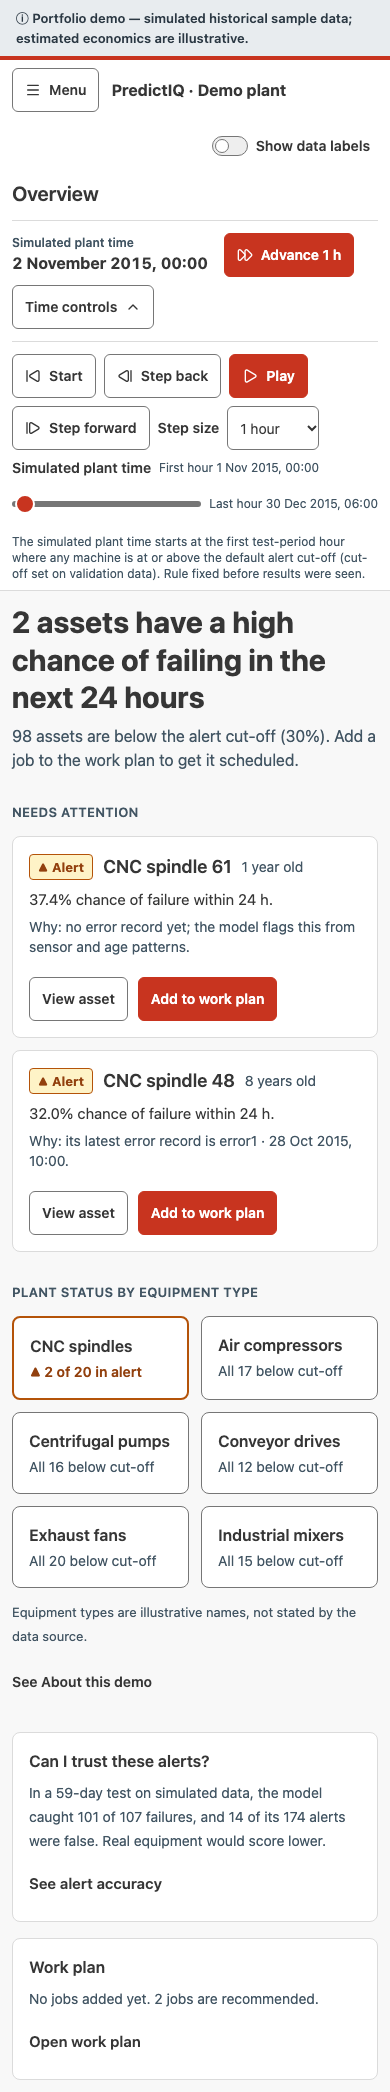 ⓘ Portfolio demo — simulated historical sample data;
estimated economics are illustrative.
Menu
PredictIQ · Demo plant
Show data labels
Overview
Simulated plant time
2 November 2015, 00:00
Advance 1 h
Time controls
Start
Step back
Play
Step forward
Step size
1 hour
Simulated plant time
First hour 1 Nov 2015, 00:00
Last hour 30 Dec 2015, 06:00
The simulated plant time starts at the first test-period hour
where any machine is at or above the default alert cut-off (cut-
off set on validation data). Rule fixed before results were seen.
2 assets have a high
chance of failing in the
next 24 hours
98 assets are below the alert cut-off (30%). Add a
job to the work plan to get it scheduled.
NEEDS ATTENTION
Alert
CNC spindle 61
1 year old
37.4% chance of failure within 24 h.
Why: no error record yet; the model flags this from
sensor and age patterns.
View asset
Add to work plan
Alert
CNC spindle 48
8 years old
32.0% chance of failure within 24 h.
Why: its latest error record is error1 · 28 Oct 2015,
10:00.
View asset
Add to work plan
PLANT STATUS BY EQUIPMENT TYPE
CNC spindles
2 of 20 in alert
Air compressors
All 17 below cut-off
Centrifugal pumps
All 16 below cut-off
Conveyor drives
All 12 below cut-off
Exhaust fans
All 20 below cut-off
Industrial mixers
All 15 below cut-off
Equipment types are illustrative names, not stated by the
data source.
See About this demo
Can I trust these alerts?
In a 59-day test on simulated data, the model
caught 101 of 107 failures, and 14 of its 174 alerts
were false. Real equipment would score lower.
See alert accuracy
Work plan
No jobs added yet. 2 jobs are recommended.
Open work plan